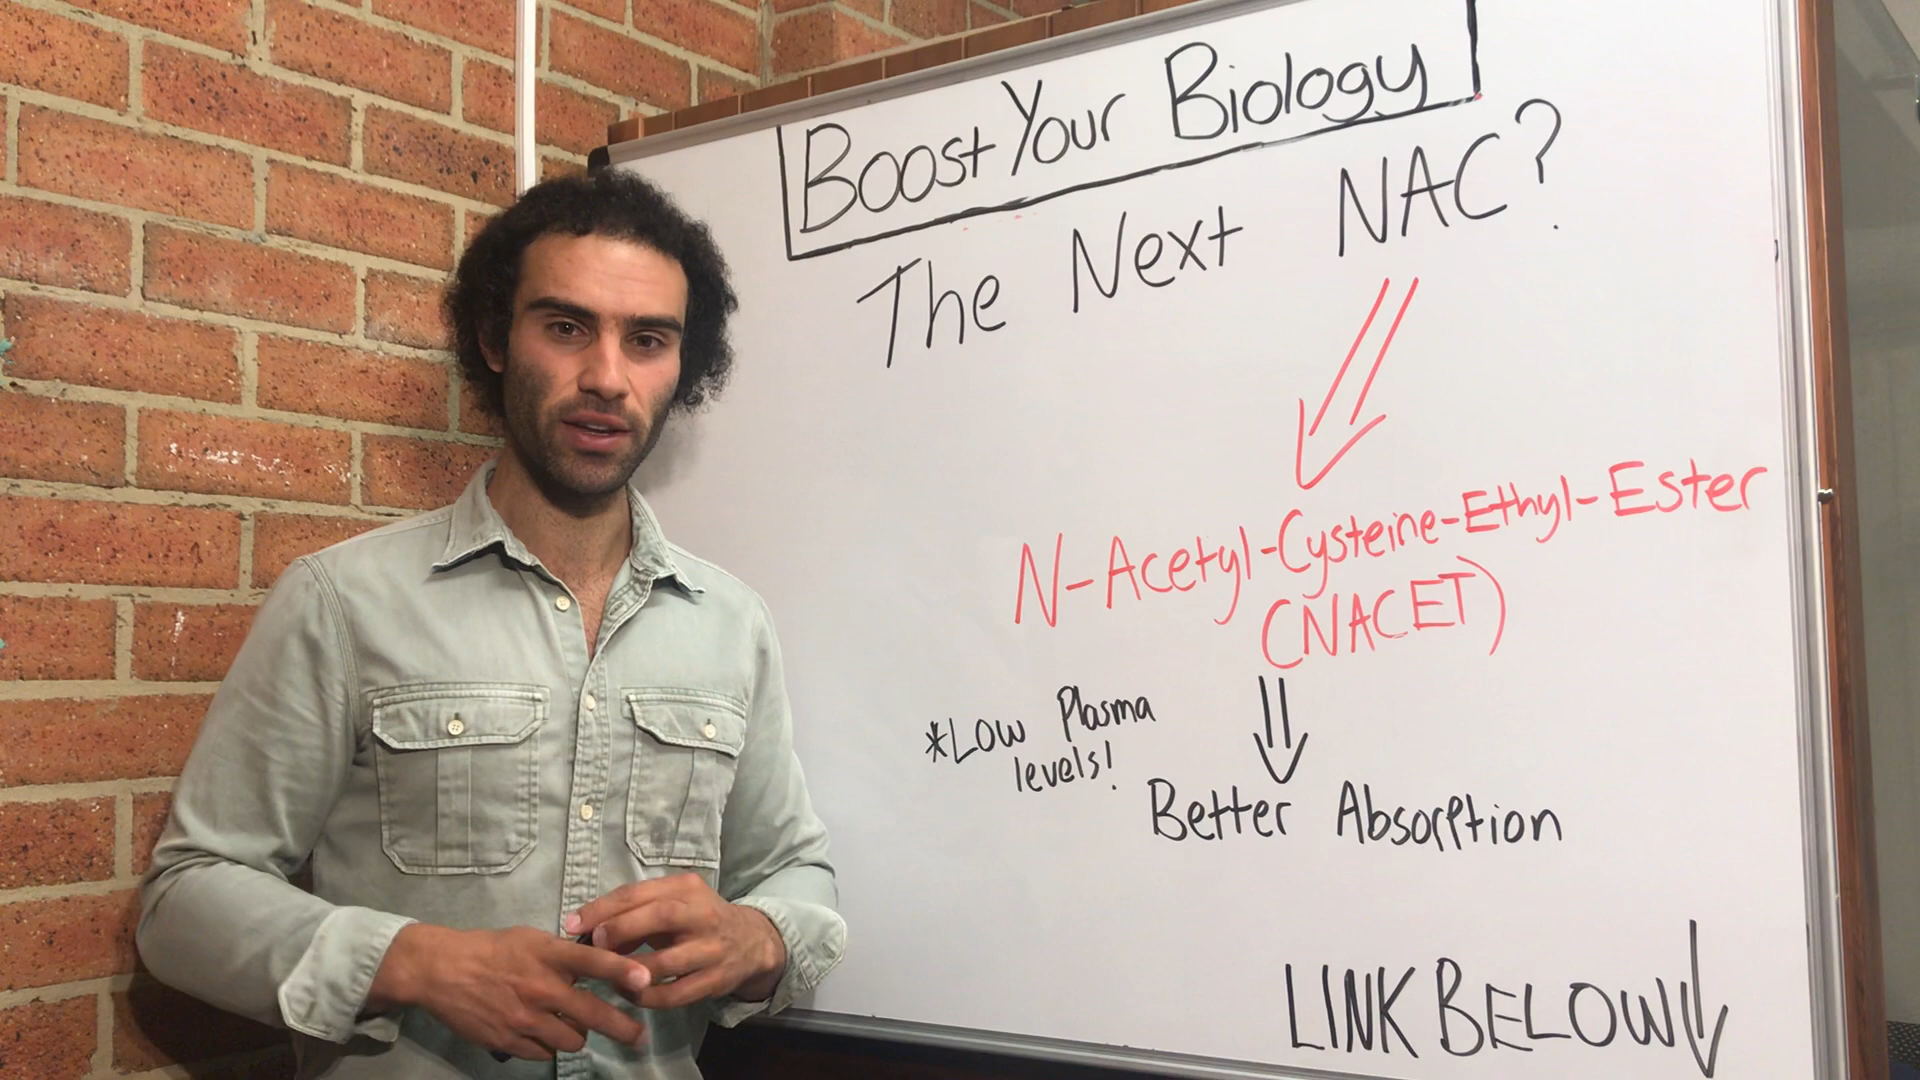 Boost Your Biology
The Next NAC?
N-Acetyl-Cysteine-Ethyl-Ester
(NACET)
*Low Plasma
levels!
Better Absorption
LINK BELOW